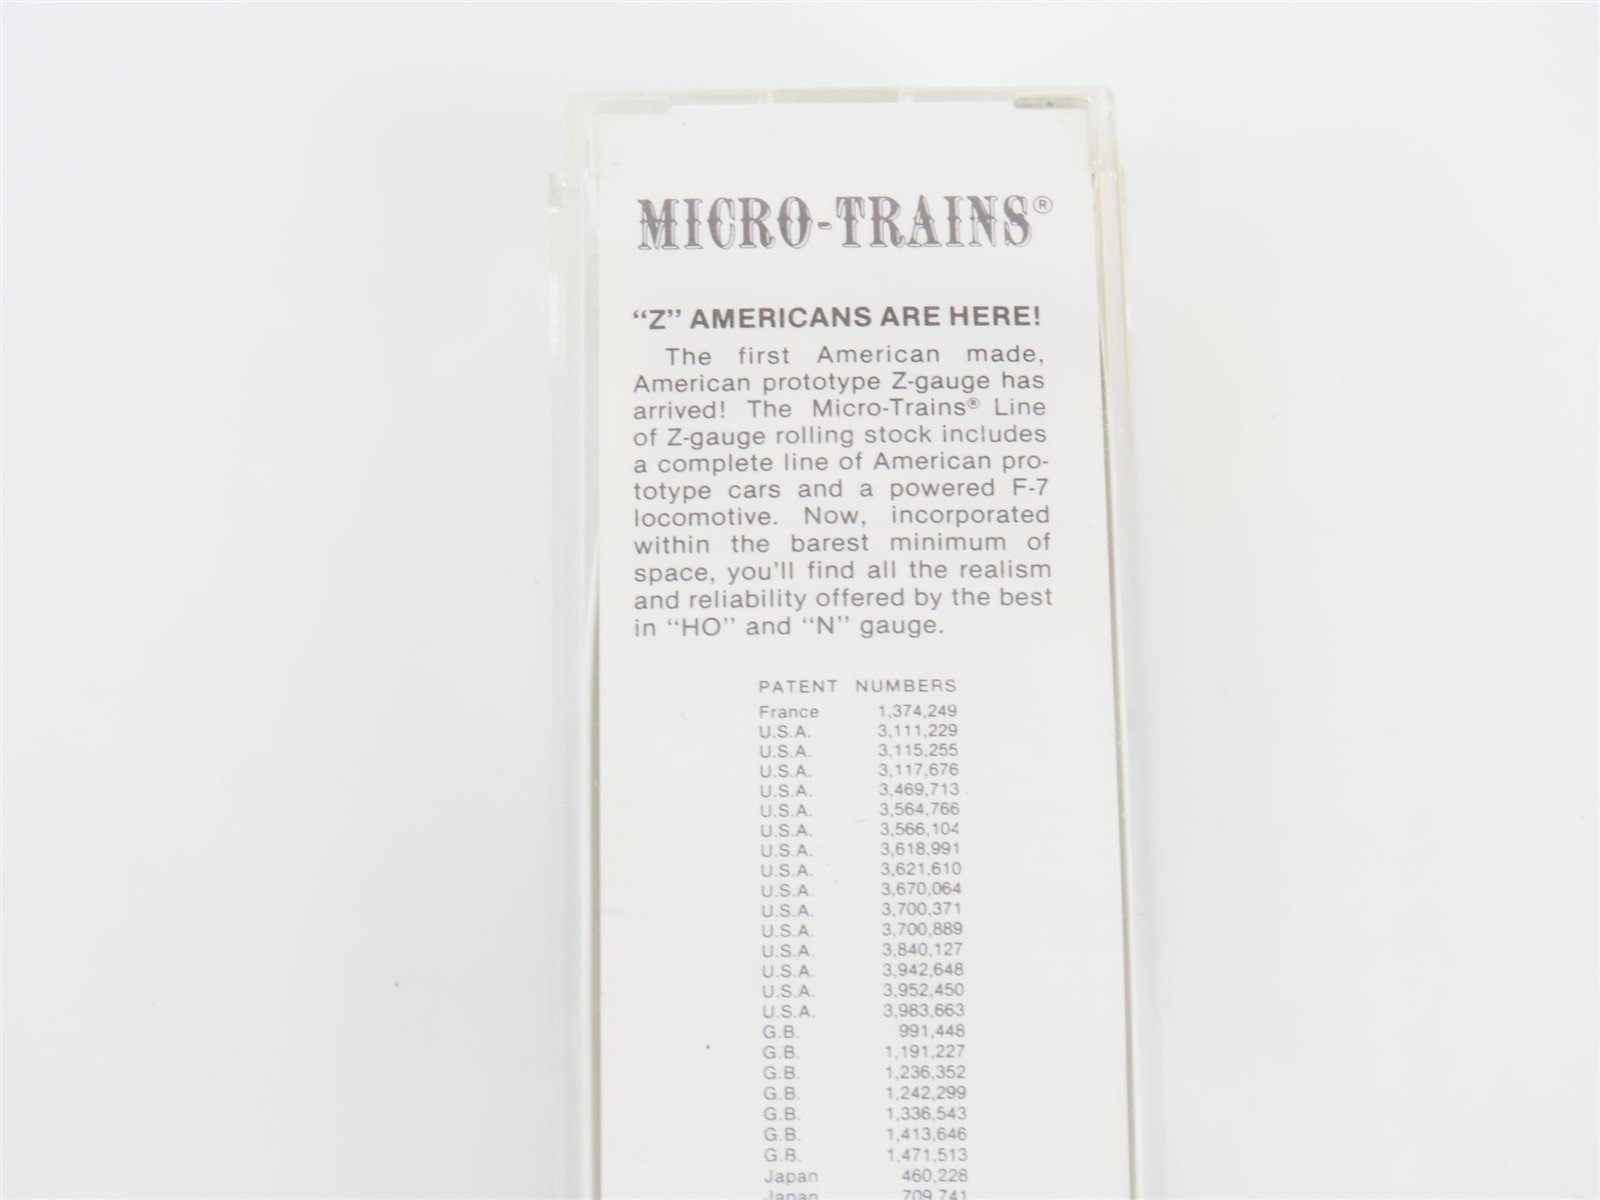 MICRO-TRAINS®
“Z” AMERICANS ARE HERE!
The first American made,
American prototype Z-gauge has
arrived! The Micro-Trains® Line
of Z-gauge rolling stock includes
a complete line of American pro-
totype cars and a powered F-7
locomotive. Now, incorporated
within the barest minimum of
space, you’ll find all the realism
and reliability offered by the best
in “HO” and “N” gauge.
PATENT NUMBERS
France 1,374,249
U.S.A. 3,111,229
U.S.A. 3,115,255
U.S.A. 3,117,676
U.S.A. 3,469,713
U.S.A. 3,564,766
U.S.A. 3,566,104
U.S.A. 3,618,991
U.S.A. 3,621,610
U.S.A. 3,670,064
U.S.A. 3,700,371
U.S.A. 3,700,889
U.S.A. 3,840,127
U.S.A. 3,942,648
U.S.A. 3,952,450
U.S.A. 3,983,663
G.B. 991,448
G.B. 1,191,227
G.B. 1,236,352
G.B. 1,242,299
G.B. 1,336,543
G.B. 1,413,646
G.B. 1,471,513
Japan 460,228
Japan 709,741